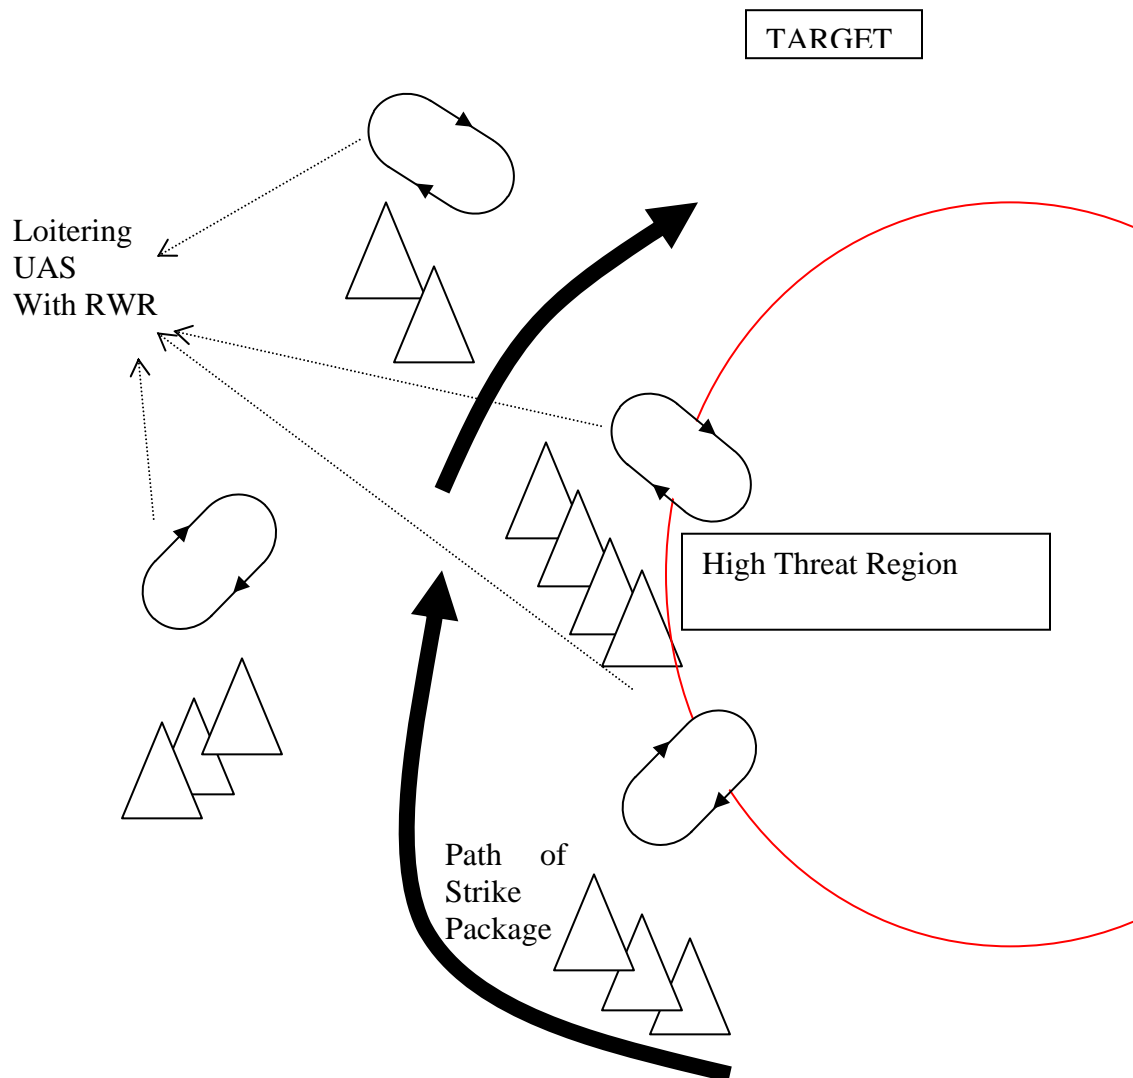 TARGET
Loitering
UAS
With RWR
High Threat Region
Path of
Strike
Package